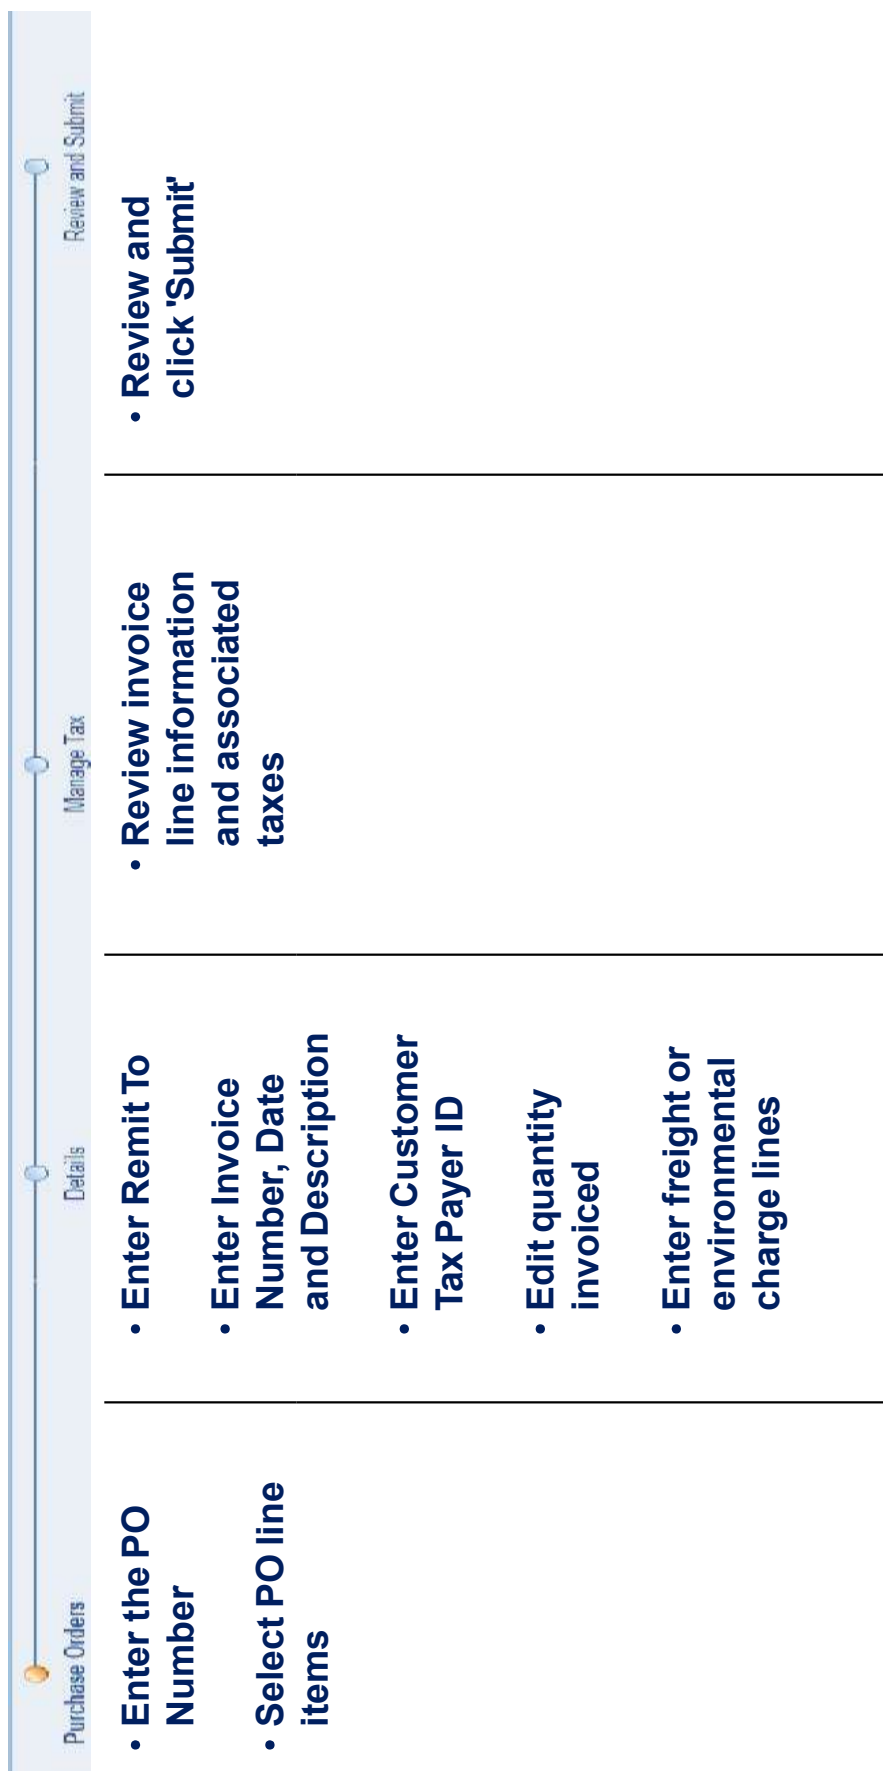 Purchase Orders
Details
Manage Tax
Review and Submit
• Enter the PO
Number
• Select PO line
items
• Enter Remit To
• Enter Invoice
Number, Date
and Description
• Enter Customer
Tax Payer ID
• Edit quantity
invoiced
• Enter freight or
environmental
charge lines
• Review invoice
line information
and associated
taxes
• Review and
click 'Submit'